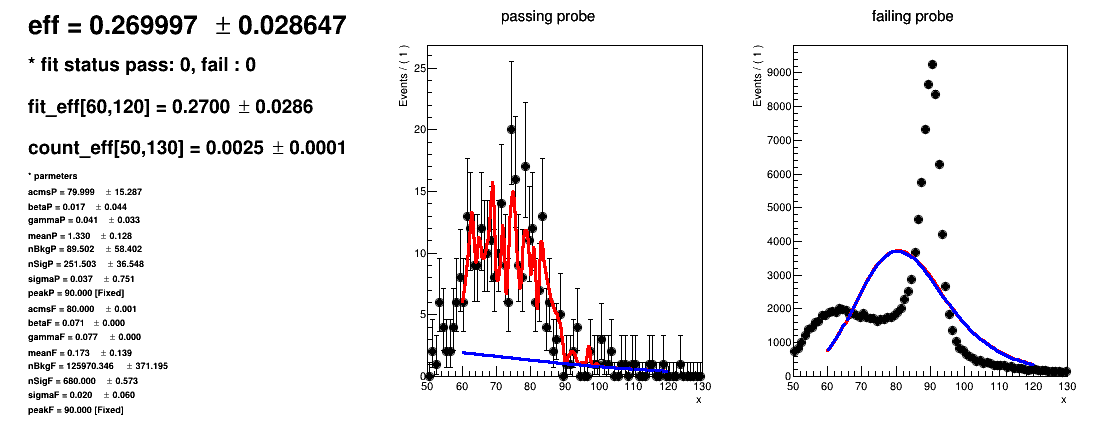 eff = 0.269997 ± 0.028647
* fit status pass: 0, fail : 0
fit_eff[60,120] = 0.2700 ± 0.0286
count_eff[50,130] = 0.0025 ± 0.0001
* parmeters
acmsP = 79.999 ± 15.287
betaP = 0.017 ± 0.044
gammaP = 0.041 ± 0.033
meanP = 1.330 ± 0.128
nBkgP = 89.502 ± 58.402
nSigP = 251.503 ± 36.548
sigmaP = 0.037 ± 0.751
peakP = 90.000 [Fixed]
acmsF = 80.000 ± 0.001
betaF = 0.071 ± 0.000
gammaF = 0.077 ± 0.000
meanF = 0.173 ± 0.139
nBkgF = 125970.346 ± 371.195
nSigF = 680.000 ± 0.573
sigmaF = 0.020 ± 0.060
peakF = 90.000 [Fixed]
passing probe
Events / ( 1 )
25
20
15
10
5
0
50 60 70 80 90 100 110 120 130
x
failing probe
Events / ( 1 )
9000
8000
7000
6000
5000
4000
3000
2000
1000
0
50 60 70 80 90 100 110 120 130
x